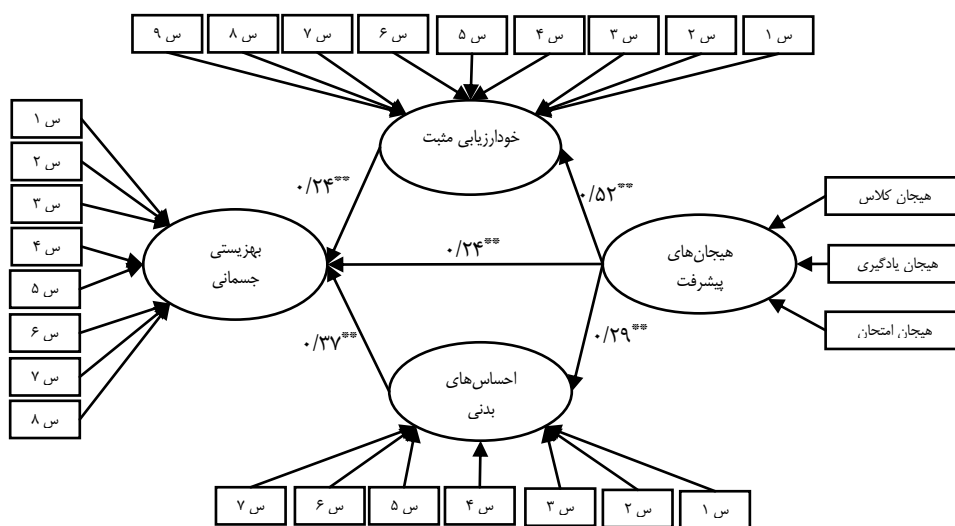 س ۱
س ۲
س ۳
س ۴
س ۵
س ۶
س ۷
س ۸
س ۹
خودارزیابی مثبت
هیجان کلاس
هیجان یادگیری
هیجان امتحان
هیجان‌های
پیشرفت
۰/۵۲**
۰/۲۴**
۰/۲۹**
۰/۲۴**
۰/۳۷**
بهزیستی
جسمانی
س ۱
س ۲
س ۳
س ۴
س ۵
س ۶
س ۷
س ۸
احساس‌های
بدنی
س ۱
س ۲
س ۳
س ۴
س ۵
س ۶
س ۷